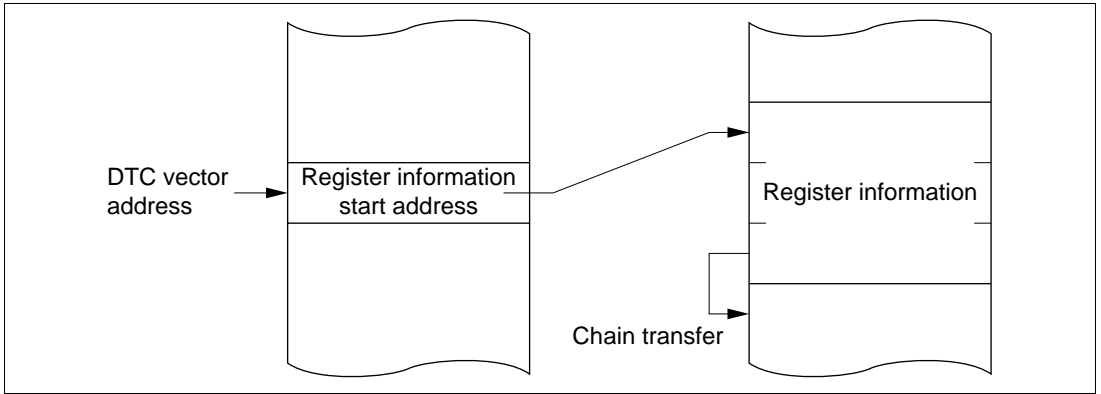 DTC vector
address
Register information
start address
Register information
Chain transfer